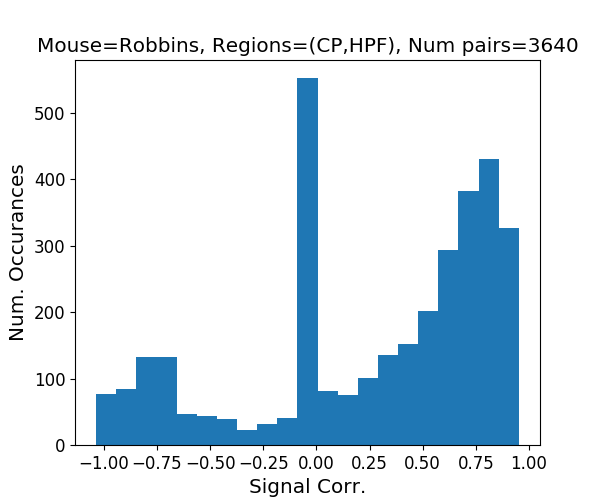 Mouse=Robbins, Regions=(CP,HPF), Num pairs=3640
500
400
300
200
100
0
Num. Occurances
−1.00 −0.75 −0.50 −0.25 0.00 0.25 0.50 0.75 1.00
Signal Corr.